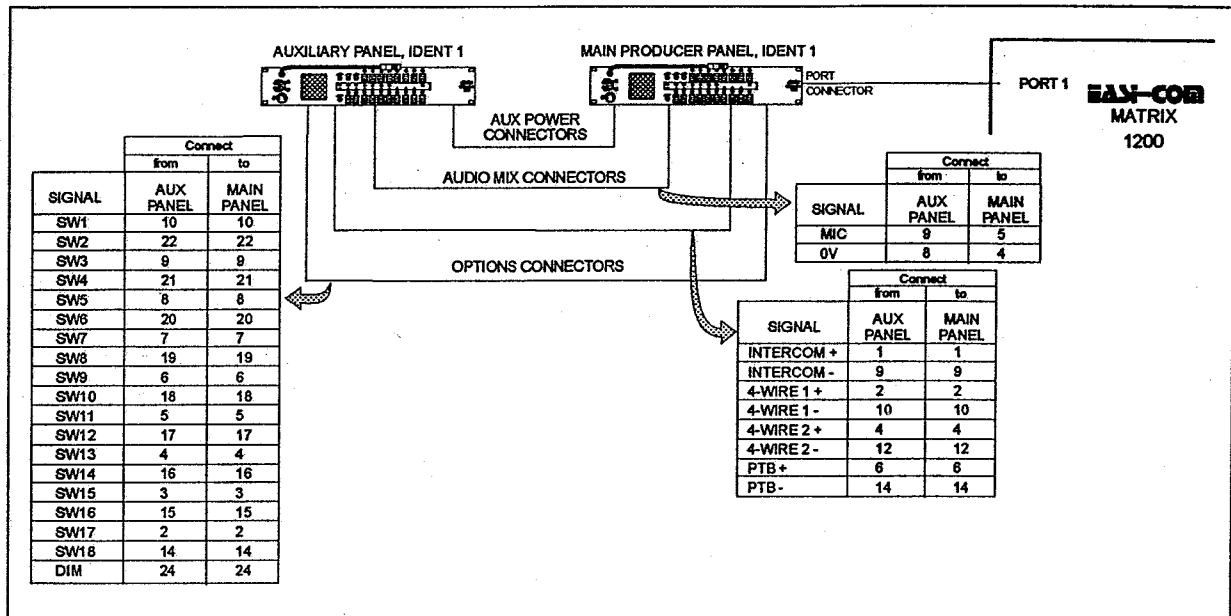 AUXILIARY PANEL, IDENT 1
MAIN PRODUCER PANEL, IDENT 1
PORT
CONNECTOR
PORT 1
EASI-COM
MATRIX
1200
AUX POWER
CONNECTORS
AUDIO MIX CONNECTORS
OPTIONS CONNECTORS
Connect
from to
SIGNAL AUX PANEL MAIN PANEL
SW1 10 10
SW2 22 22
SW3 9 9
SW4 21 21
SW5 8 8
SW6 20 20
SW7 7 7
SW8 19 19
SW9 6 6
SW10 18 18
SW11 5 5
SW12 17 17
SW13 4 4
SW14 16 16
SW15 3 3
SW16 15 15
SW17 2 2
SW18 14 14
DIM 24 24
Connect
from to
SIGNAL AUX PANEL MAIN PANEL
MIC 9 5
0V 8 4
Connect
from to
SIGNAL AUX PANEL MAIN PANEL
INTERCOM + 1 1
INTERCOM - 9 9
4-WIRE 1 + 2 2
4-WIRE 1 - 10 10
4-WIRE 2 + 4 4
4-WIRE 2 - 12 12
PTB + 6 6
PTB - 14 14